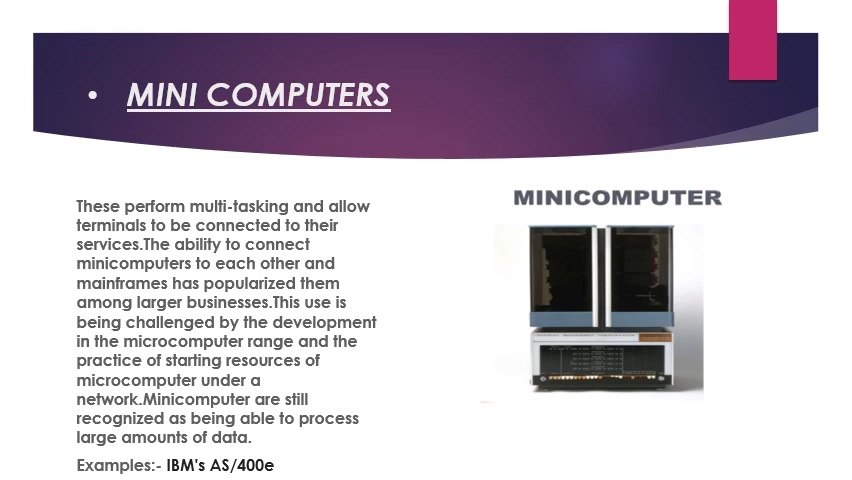 • MINI COMPUTERS
These perform multi-tasking and allow
terminals to be connected to their
services.The ability to connect
minicomputers to each other and
mainframes has popularized them
among larger businesses.This use is
being challenged by the development
in the microcomputer range and the
practice of starting resources of
microcomputer under a
network.Minicomputer are still
recognized as being able to process
large amounts of data.
Examples:- IBM's AS/400e
MINICOMPUTER